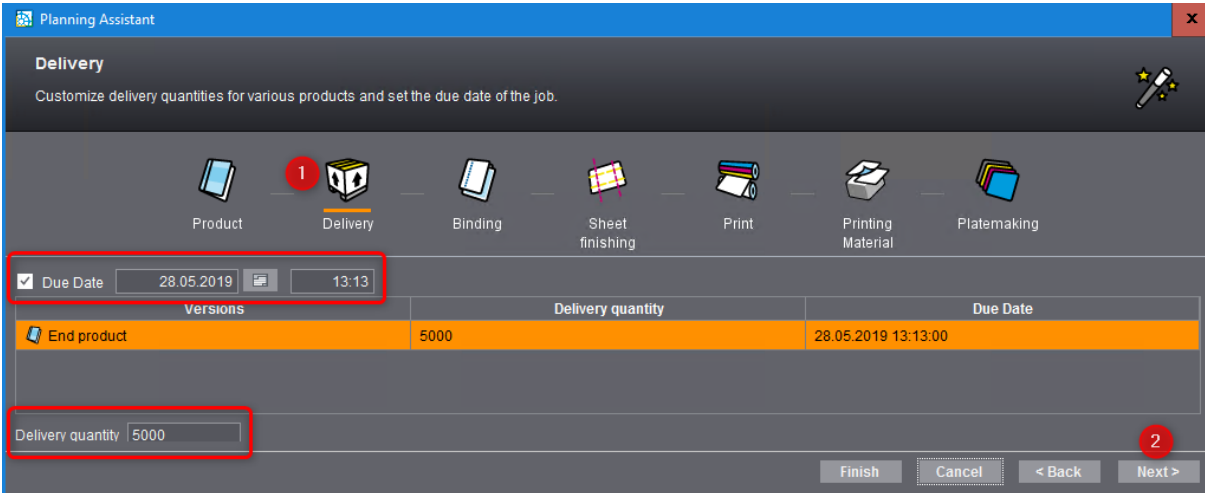 Planning Assistant
x
Delivery
Customize delivery quantities for various products and set the due date of the job.
1
Product
Delivery
Binding
Sheet
finishing
Print
Printing
Material
Platemaking
Due Date 28.05.2019 13:13
Versions Delivery quantity Due Date
End product 5000 28.05.2019 13:13:00
Delivery quantity 5000
2
Finish Cancel < Back Next >